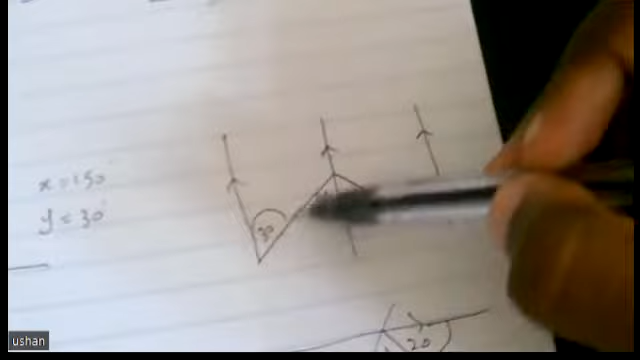 x = 150
y = 30
30
20
ushan